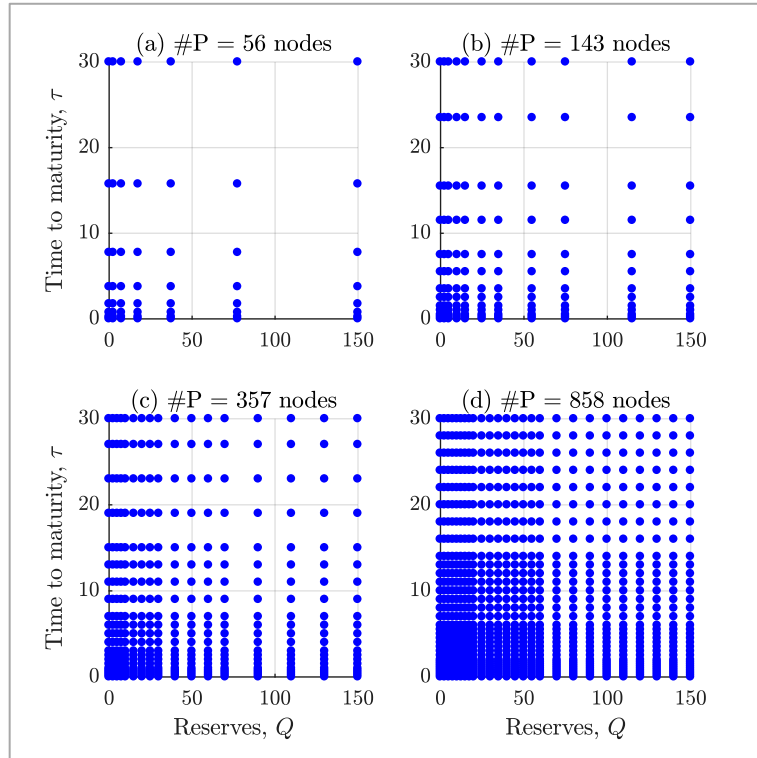 (a) #P = 56 nodes
(b) #P = 143 nodes
30
20
10
0
Time to maturity, τ
0 50 100 150
30
20
10
0
0 50 100 150
(c) #P = 357 nodes
(d) #P = 858 nodes
30
20
10
0
Time to maturity, τ
0 50 100 150
Reserves, Q
30
20
10
0
0 50 100 150
Reserves, Q